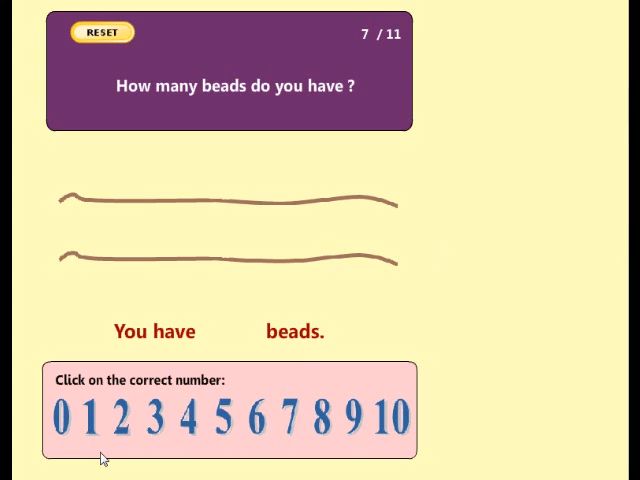 RESET
7 / 11
How many beads do you have ?
You have beads.
Click on the correct number:
0 1 2 3 4 5 6 7 8 9 10